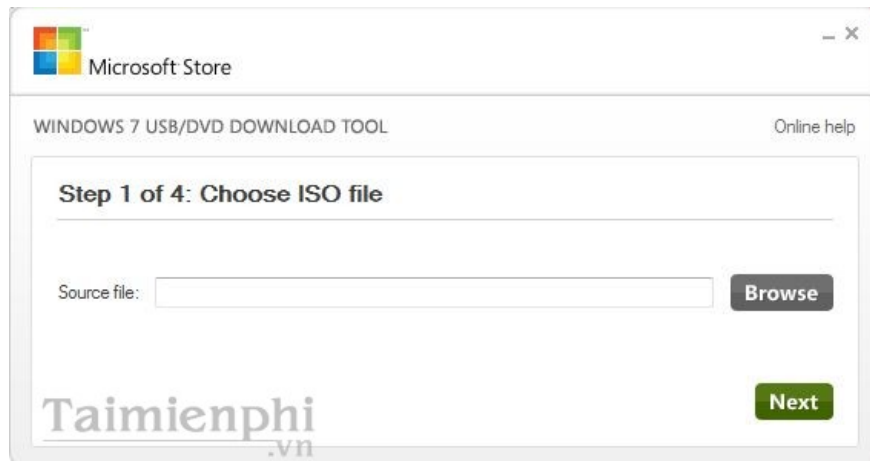 Microsoft Store
WINDOWS 7 USB/DVD DOWNLOAD TOOL
Online help
Step 1 of 4: Choose ISO file
Source file:
Browse
Next
Taimienphi
.vn